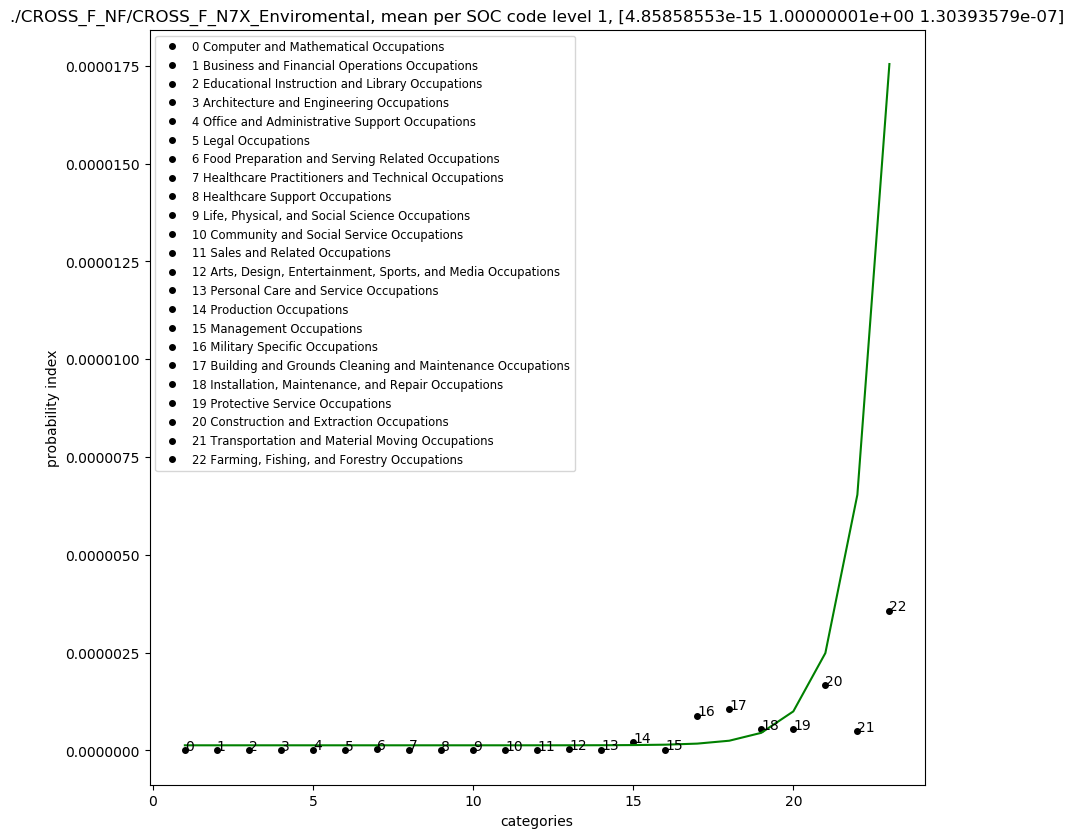 ./CROSS_F_NF/CROSS_F_N7X_Enviromental, mean per SOC code level 1, [4.85858553e-15 1.00000001e+00 1.30393579e-07]
0 Computer and Mathematical Occupations
1 Business and Financial Operations Occupations
2 Educational Instruction and Library Occupations
3 Architecture and Engineering Occupations
4 Office and Administrative Support Occupations
5 Legal Occupations
6 Food Preparation and Serving Related Occupations
7 Healthcare Practitioners and Technical Occupations
8 Healthcare Support Occupations
9 Life, Physical, and Social Science Occupations
10 Community and Social Service Occupations
11 Sales and Related Occupations
12 Arts, Design, Entertainment, Sports, and Media Occupations
13 Personal Care and Service Occupations
14 Production Occupations
15 Management Occupations
16 Military Specific Occupations
17 Building and Grounds Cleaning and Maintenance Occupations
18 Installation, Maintenance, and Repair Occupations
19 Protective Service Occupations
20 Construction and Extraction Occupations
21 Transportation and Material Moving Occupations
22 Farming, Fishing, and Forestry Occupations
0.0000175
0.0000150
0.0000125
0.0000100
0.0000075
0.0000050
0.0000025
0.0000000
probability index
0 1 2 3 4 5 6 7 8 9 10 11 12 13 14 15 16 17 18 19 20 21 22
0 5 10 15 20
categories